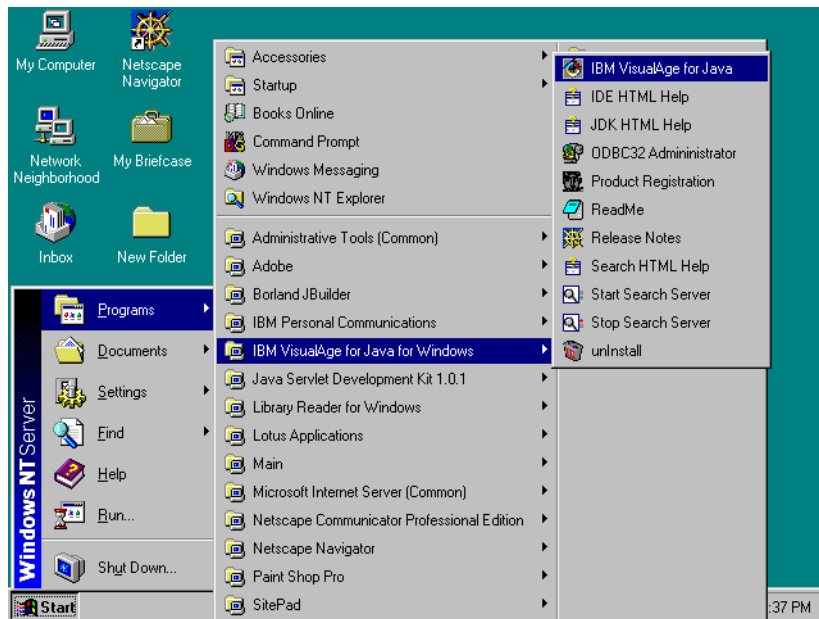 My Computer
Netscape
Navigator
Network
Neighborhood
My Briefcase
Inbox
New Folder
Programs
Documents
Settings
Find
Help
Run...
Shut Down...
Windows NT Server
Start
Accessories
Startup
Books Online
Command Prompt
Windows Messaging
Windows NT Explorer
Administrative Tools (Common)
Adobe
Borland JBuilder
IBM Personal Communications
IBM VisualAge for Java for Windows
Java Servlet Development Kit 1.0.1
Library Reader for Windows
Lotus Applications
Main
Microsoft Internet Server (Common)
Netscape Communicator Professional Edition
Netscape Navigator
Paint Shop Pro
SitePad
IBM VisualAge for Java
IDE HTML Help
JDK HTML Help
ODBC32 Admininistrator
Product Registration
ReadMe
Release Notes
Search HTML Help
Start Search Server
Stop Search Server
unInstall
:37 PM